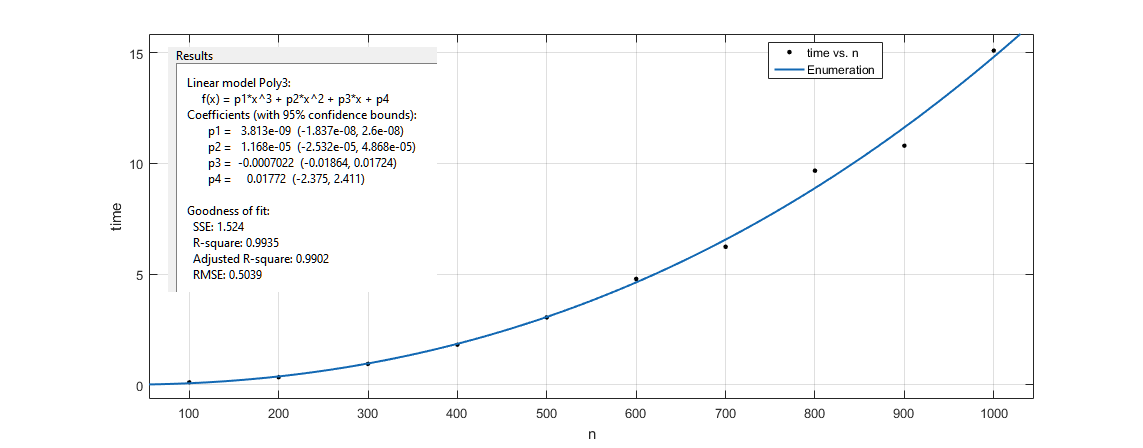 Results
Linear model Poly3:
f(x) = p1*x^3 + p2*x^2 + p3*x + p4
Coefficients (with 95% confidence bounds):
p1 = 3.813e-09 (-1.837e-08, 2.6e-08)
p2 = 1.168e-05 (-2.532e-05, 4.868e-05)
p3 = -0.0007022 (-0.01864, 0.01724)
p4 = 0.01772 (-2.375, 2.411)
Goodness of fit:
SSE: 1.524
R-square: 0.9935
Adjusted R-square: 0.9902
RMSE: 0.5039
time vs. n
Enumeration
15
10
5
0
time
100 200 300 400 500 600 700 800 900 1000
n